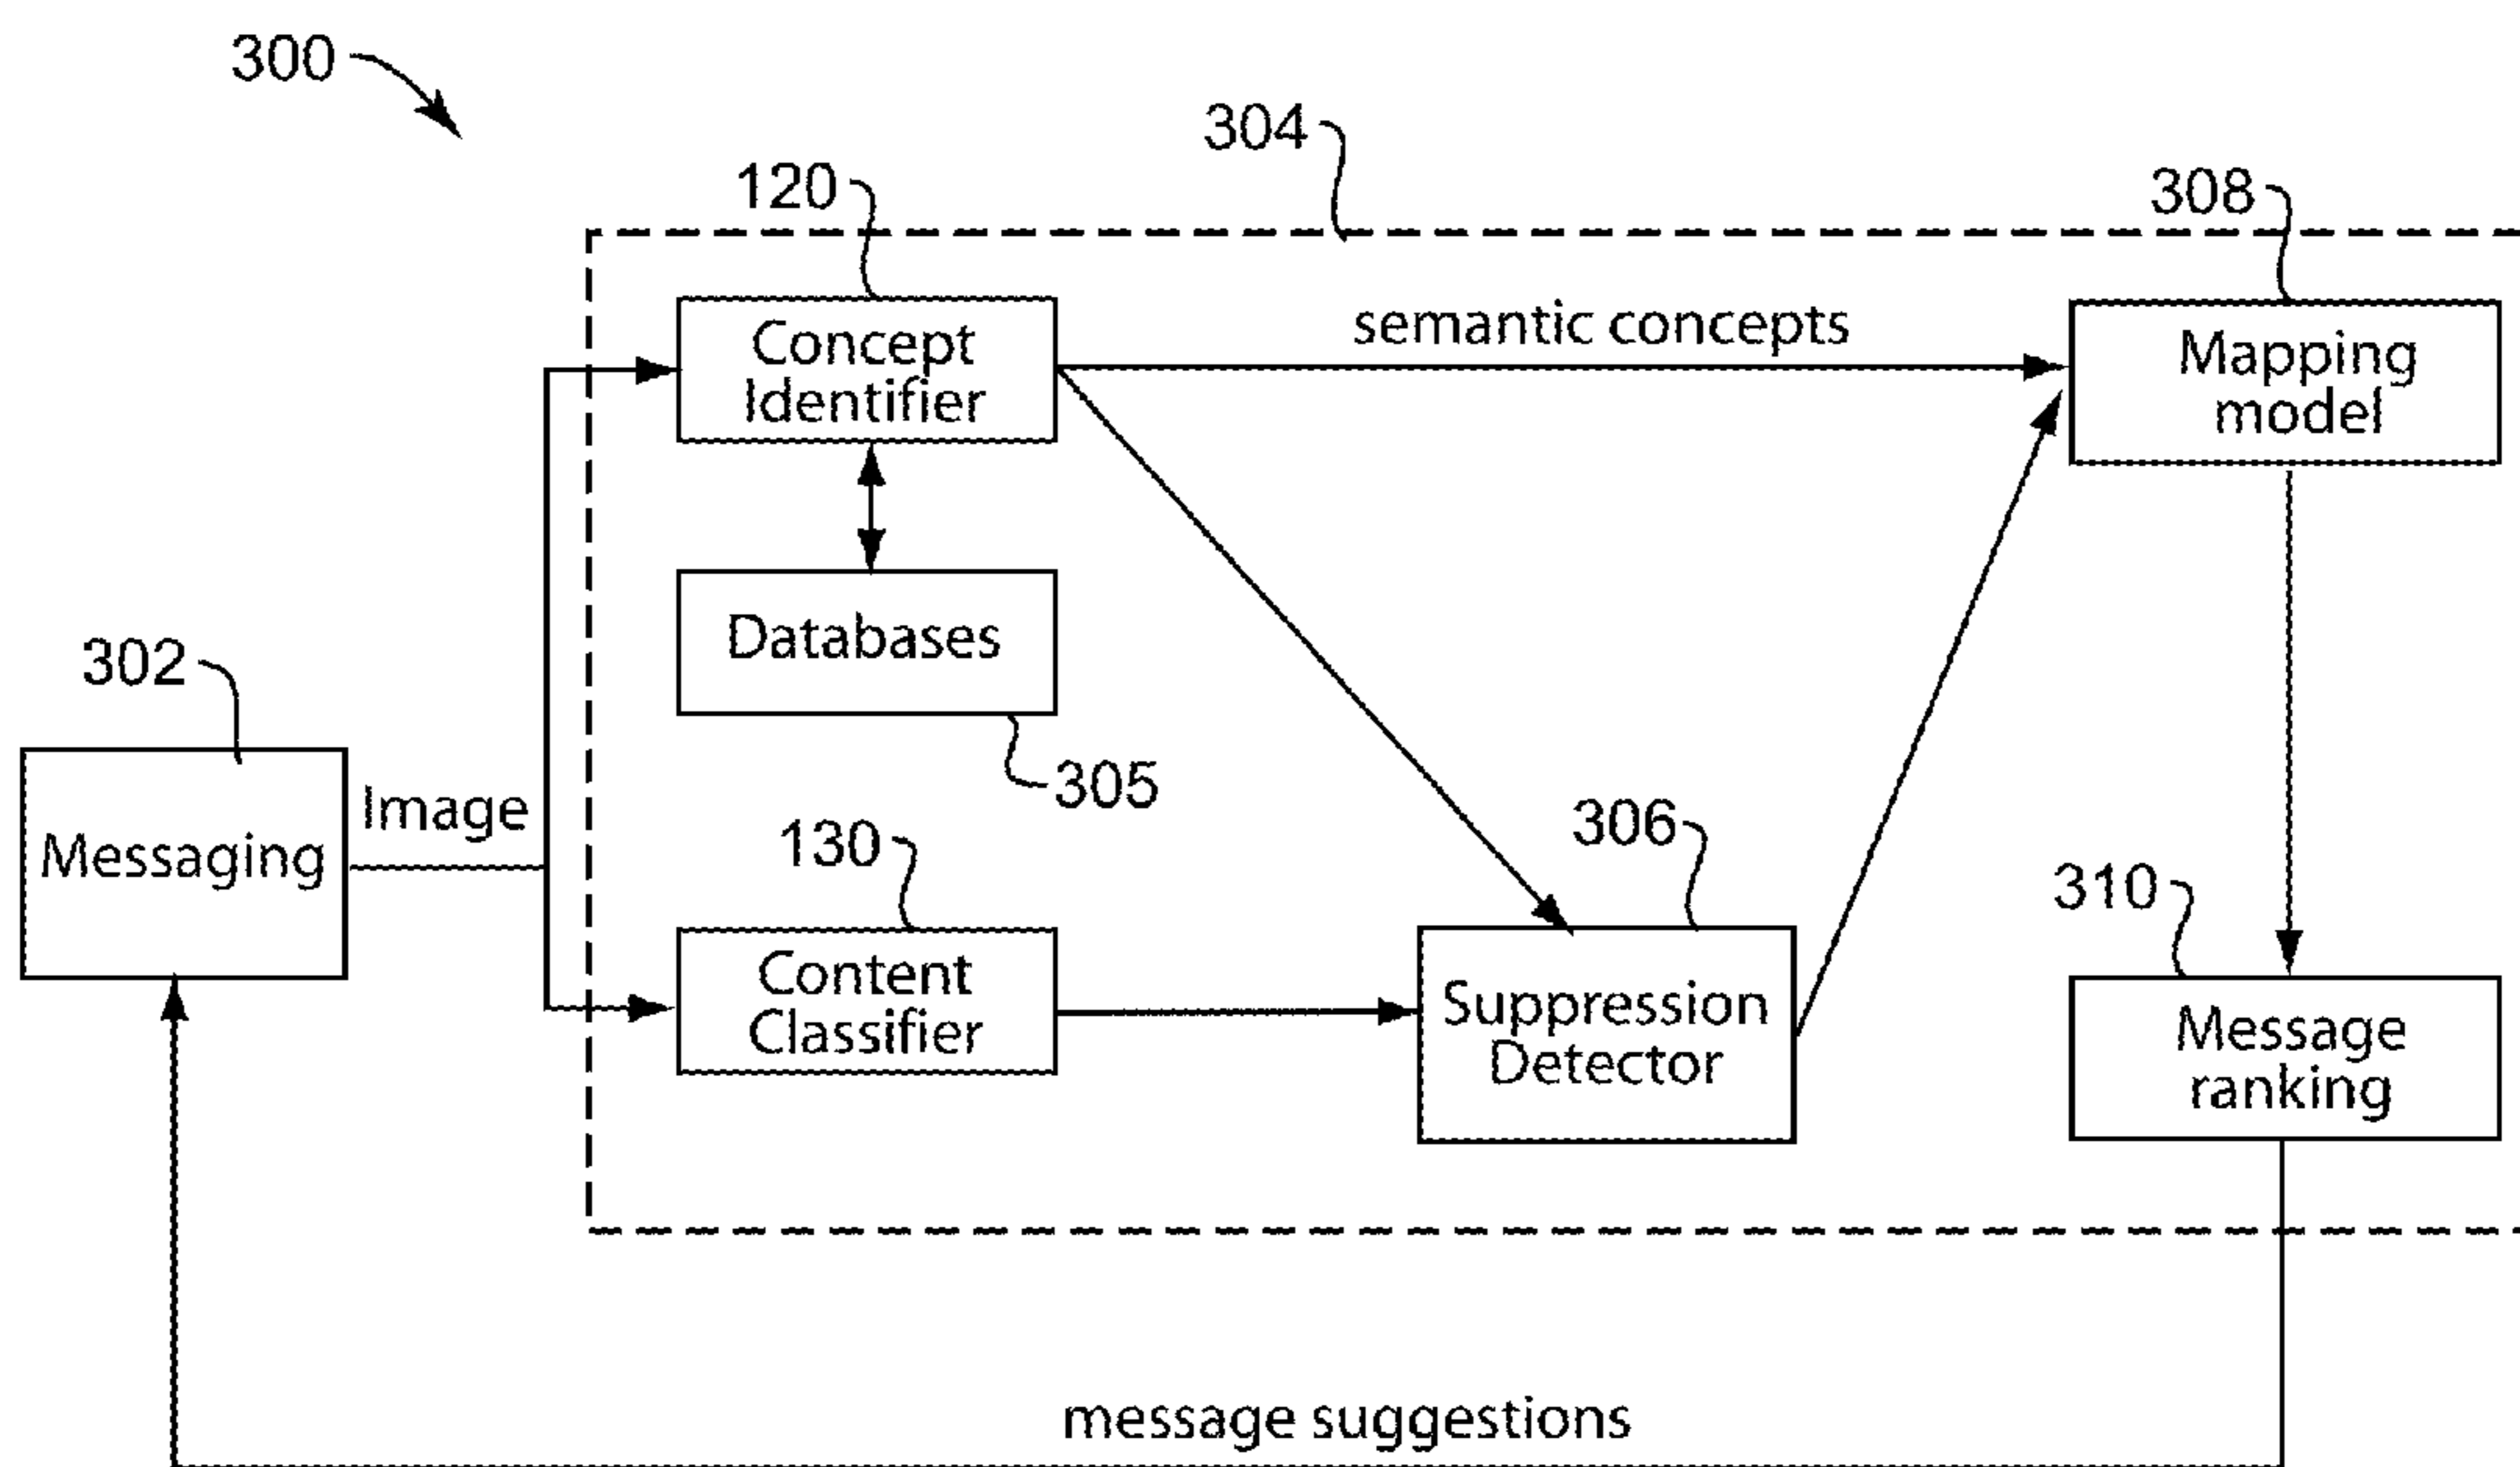 300
304
120
308
Concept
Identifier
semantic concepts
Mapping
model
Databases
302
305
Image
Messaging
130
306
310
Content
Classifier
Suppression
Detector
Message
ranking
message suggestions